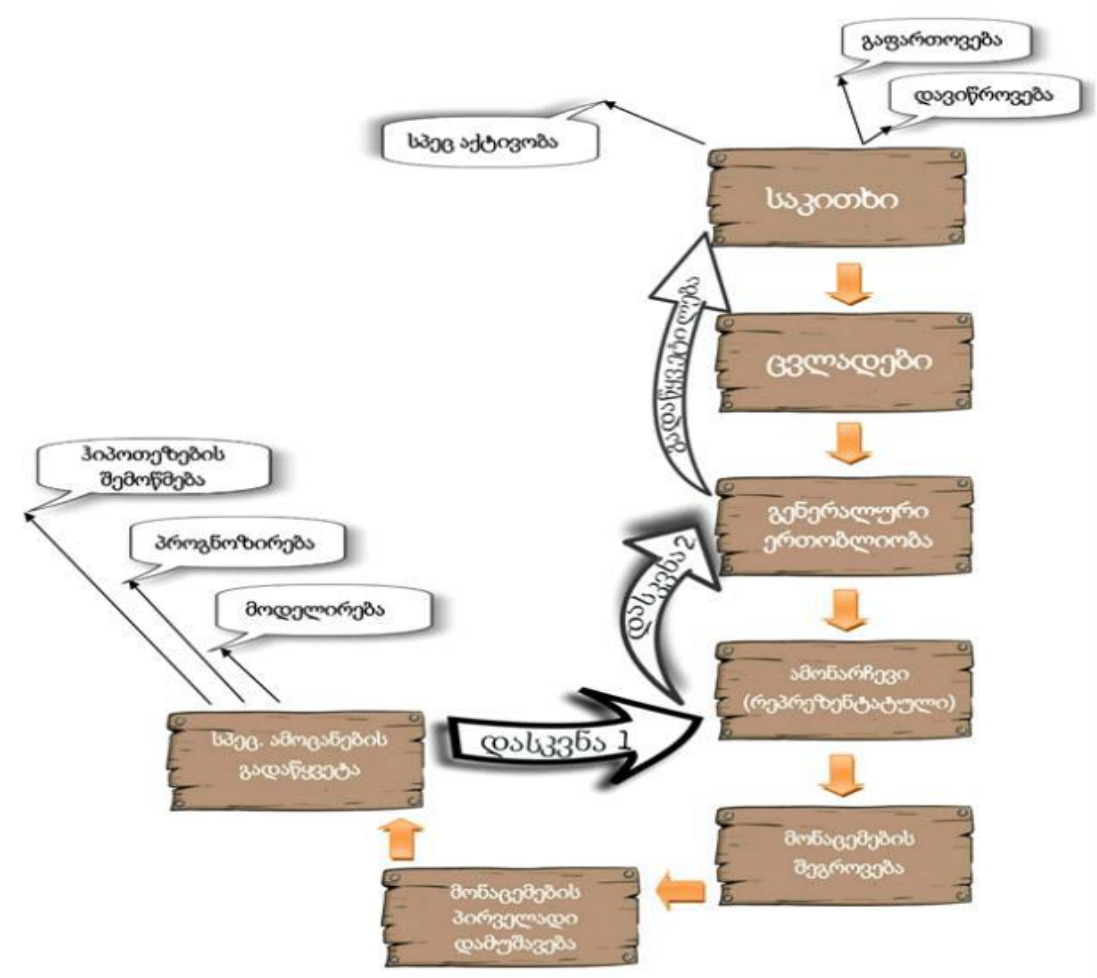 გაფართოვება
დავიწროვება
სპეც აქტივობა
საკითხი
გადაწყვეტილება
ცვლადები
ჰიპოთეზების
შემოწმება
გენერალური
ერთობლიობა
პროგნოზირება
დასკვნა 2
მოდელირება
ამონარჩევი
(რეპრეზენტატული)
სპეც. ამოცანების
გადაწყვეტა
დასკვნა 1
მონაცემების
შეგროვება
მონაცემების
პირველადი
დამუშავება